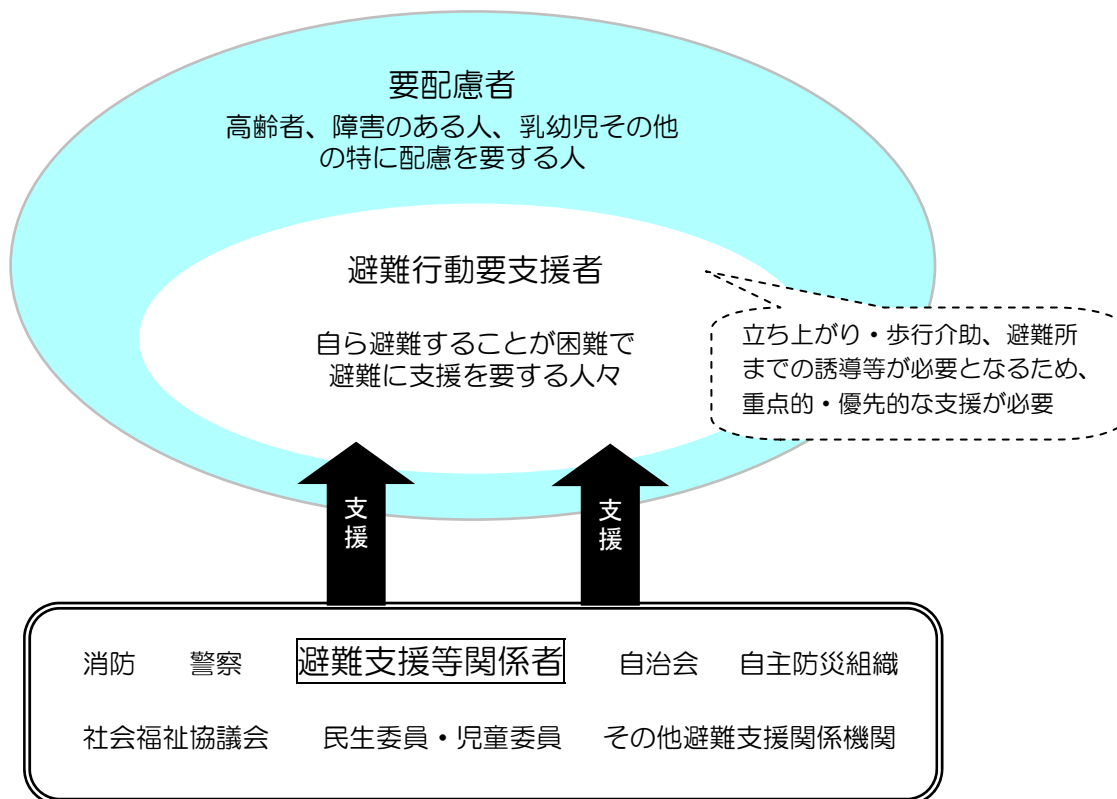 要配慮者
高齢者、障害のある人、乳幼児その他
の特に配慮を要する人
避難行動要支援者
自ら避難することが困難で
避難に支援を要する人々
立ち上がり・歩行介助、避難所
までの誘導等が必要となるため、
重点的・優先的な支援が必要
支援
支援
消防 警察 避難支援等関係者 自治会 自主防災組織
社会福祉協議会 民生委員・児童委員 その他避難支援関係機関